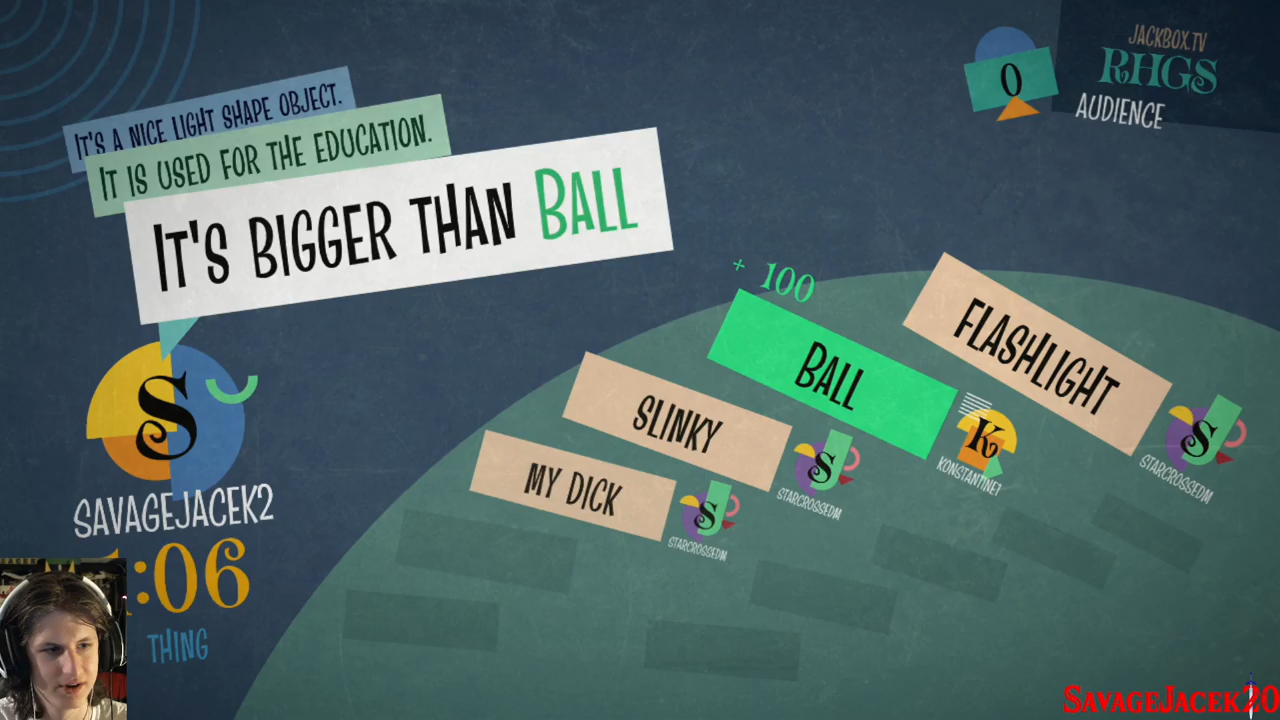 JACKBOX.TV
RHGS
AUDIENCE
0
IT'S A NICE LIGHT SHAPE OBJECT.
IT IS USED FOR THE EDUCATION.
IT'S BIGGER THAN BALL
+ 100
FLASHLIGHT
STARCROSSEDM
BALL
KONSTANTINE1
SLINKY
STARCROSSEDM
MY DICK
STARCROSSEDM
S
S
S
K
S
SAVAGEJACEK2
1:06
THING
SAVAGEJACEK20